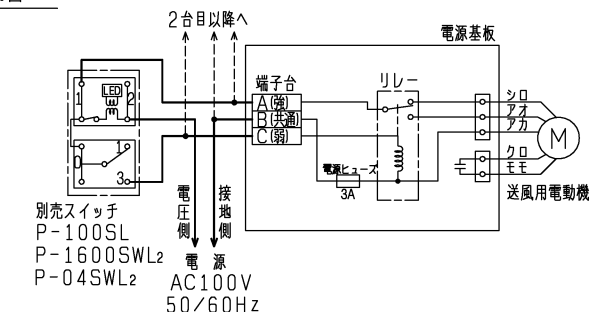 2台目以降へ
電源基板
端子台
リレー
LED
1
2
A(強)
B(共通)
C(弱)
シロ
アオ
アカ
M
0
1
3
電源ヒューズ
3A
クロ
モモ
送風用電動機
別売スイッチ
P-100SL
P-1600SWL2
P-04SWL2
電圧側
接地側
電源
AC100V
50/60Hz